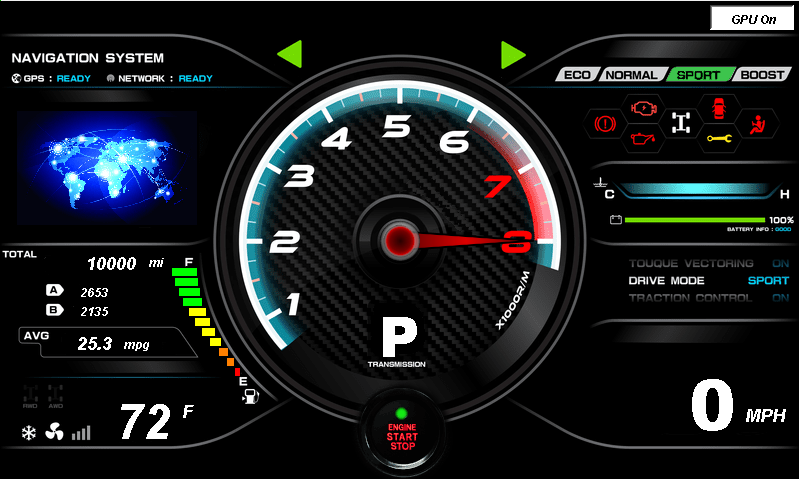 GPU On
NAVIGATION SYSTEM
GPS : READY NETWORK : READY
ECO NORMAL SPORT BOOST
1
2
3
4
5
6
7
8
X1000R/M
C H
100%
BATTERY INFO : GOOD
TOTAL
10000 mi
A 2653
B 2135
AVG
25.3 mpg
F
E
TOUQUE VECTORING ON
DRIVE MODE SPORT
TRACTION CONTROL ON
P
TRANSMISSION
RWD AWD
72 F
ENGINE
START
STOP
0 MPH